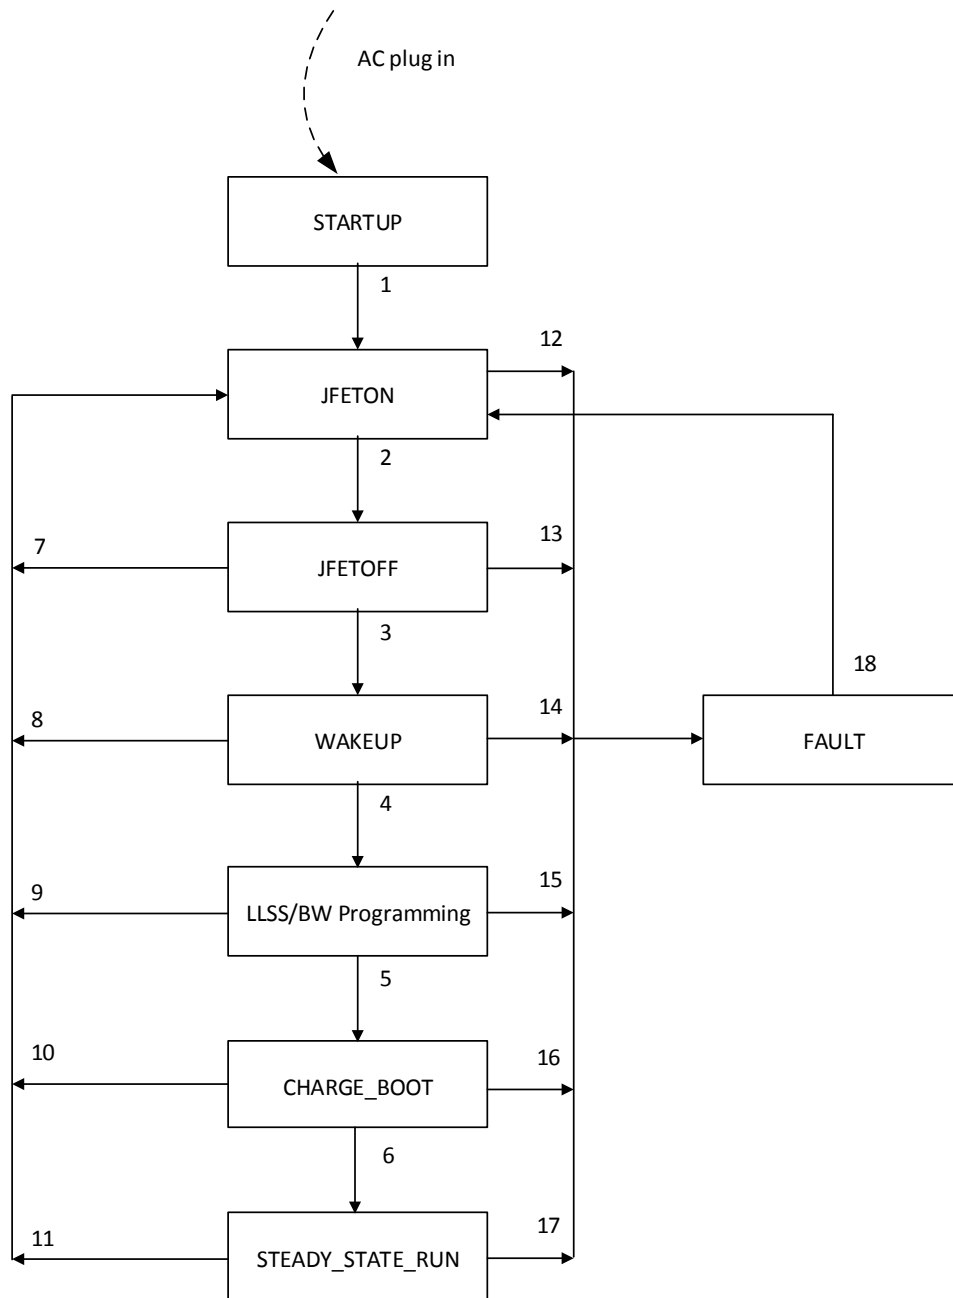 AC plug in
STARTUP
1
12
JFETON
2
7
13
JFETOFF
3
18
8
14
WAKEUP
FAULT
4
9
15
LLSS/BW Programming
5
10
16
CHARGE_BOOT
6
11
17
STEADY_STATE_RUN